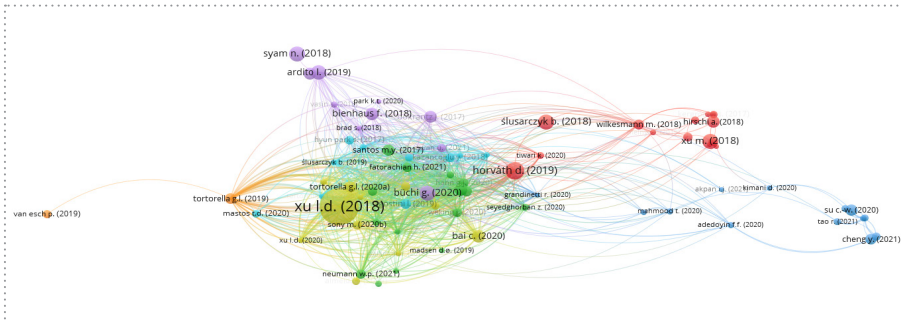 syam n. (2018)
ardito l. (2019)
park k.t. (2020)
bienhaus f. (2018)
brad s. (2018)
ślusarczyk b. (2018)
wilkesmann m. (2018)
hirschi a. (2018)
xu m. (2018)
santos m.y. (2017)
ślusarczyk b. (2019)
fatorachian h. (2021)
horváth d. (2019)
tiwari k. (2020)
tortorella g.l. (2020a)
büchi g. (2020)
grandinetti r. (2020)
akpan u. (2021)
kimani d. (2020)
tortorella g.l. (2019)
van esch p. (2019)
mastos t.d. (2020)
xu l.d. (2018)
seyedghorban z. (2020)
mahmood t. (2020)
su c.-w. (2020)
tao r. (2021)
sony m. (2020b)
adedoyin f.f. (2020)
xu l.d. (2020)
bai c. (2020)
cheng y. (2021)
madsen d.ø. (2019)
neumann w.p. (2021)